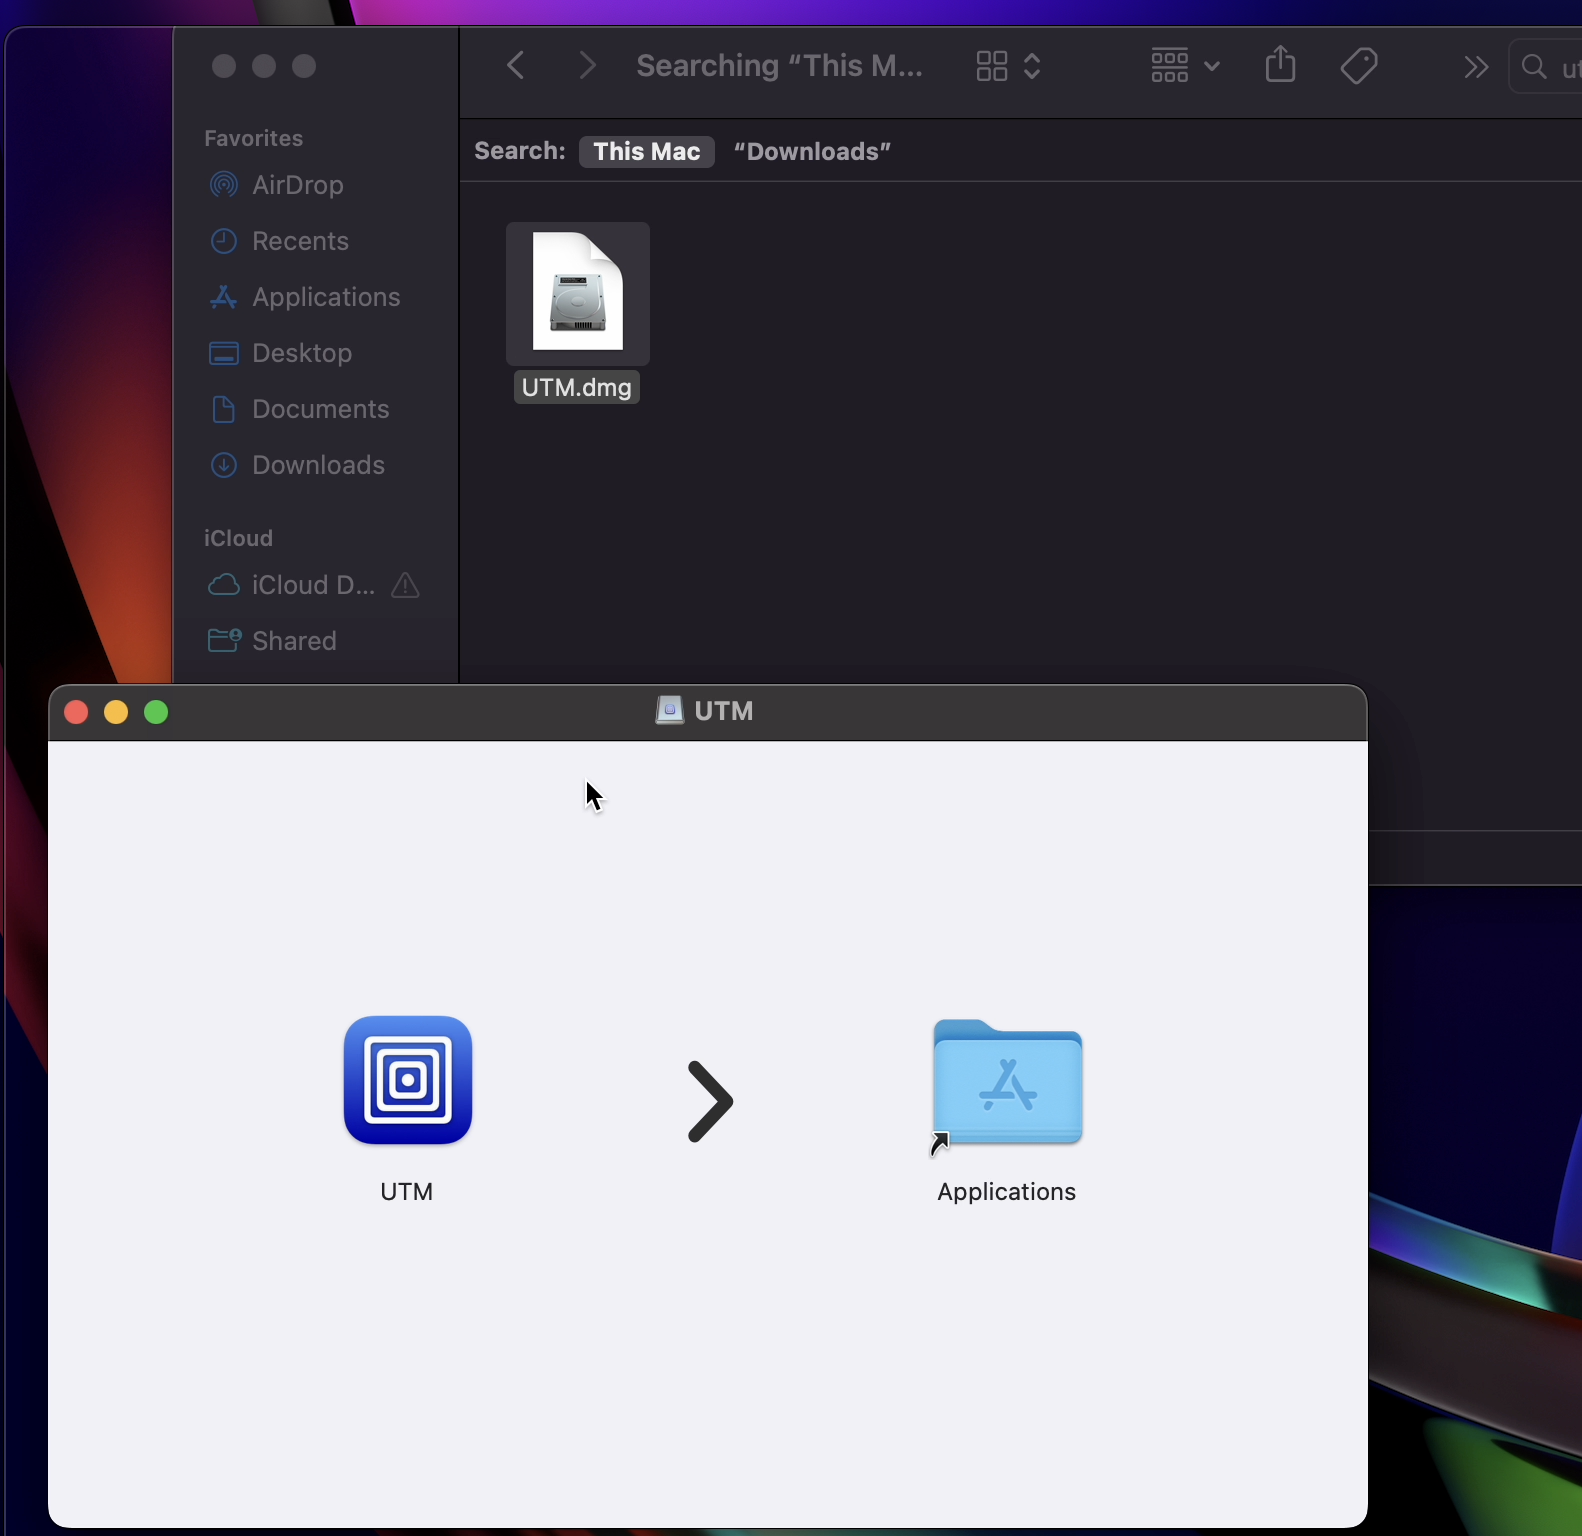 Searching “This M...
Search: This Mac “Downloads”
Favorites
AirDrop
Recents
Applications
Desktop
Documents
Downloads
iCloud
iCloud D...
Shared
UTM.dmg
UTM
UTM
Applications